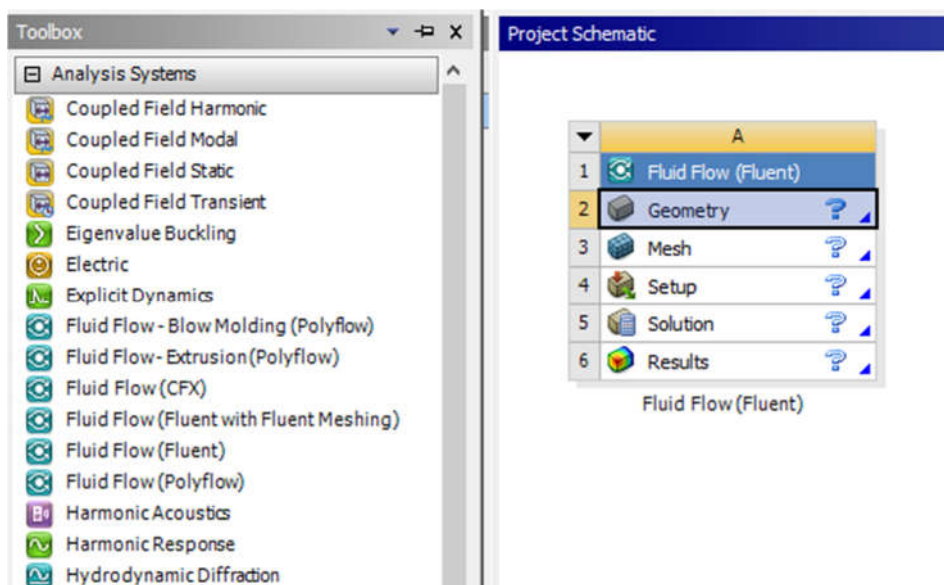 Toolbox
Analysis Systems
Coupled Field Harmonic
Coupled Field Modal
Coupled Field Static
Coupled Field Transient
Eigenvalue Buckling
Electric
Explicit Dynamics
Fluid Flow - Blow Molding (Polyflow)
Fluid Flow - Extrusion (Polyflow)
Fluid Flow (CFX)
Fluid Flow (Fluent with Fluent Meshing)
Fluid Flow (Fluent)
Fluid Flow (Polyflow)
Harmonic Acoustics
Harmonic Response
Hydrodynamic Diffraction
Project Schematic
A
1 Fluid Flow (Fluent)
2 Geometry ?
3 Mesh ?
4 Setup ?
5 Solution ?
6 Results ?
Fluid Flow (Fluent)